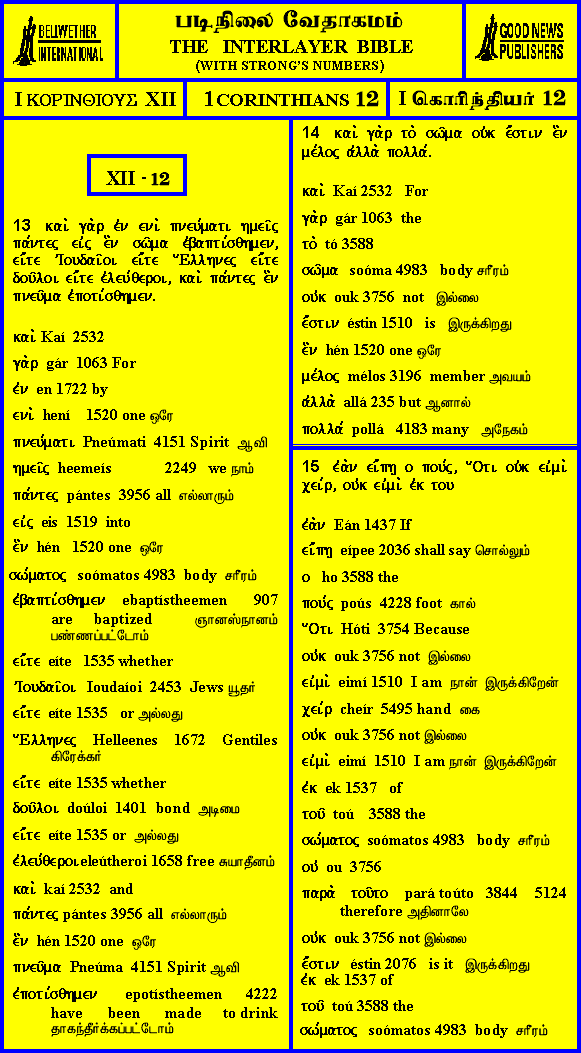 BELLWETHER
INTERNATIONAL
படிநிலை வேதாகமம்
THE INTERLAYER BIBLE
(WITH STRONG'S NUMBERS)
GOOD NEWS
PUBLISHERS
I ΚΟΡΙΝΘΙΟΥΣ XII
1 CORINTHIANS 12
I கொரிந்தியர் 12
XII - 12
13 καὶ γὰρ ἐν ενὶ πνεύματι ημεῖς
πάντες εἰς ἓν σῶμα ἐβαπτίσθημεν,
εἴτε Ἰουδαῖοι εἴτε Ἕλληνες εἴτε
δοῦλοι εἴτε ἐλεύθεροι, καὶ πάντες ἓν
πνεῦμα ἐποτίσθημεν.
καὶ Kaí 2532
γὰρ gár 1063 For
ἐν en 1722 by
ενὶ hení 1520 one ஒரே
πνεύματι Pneúmati 4151 Spirit ஆவி
ημεῖς heemeís 2249 we நாம்
πάντες pántes 3956 all எல்லாரும்
εἰς eis 1519 into
ἓν hén 1520 one ஒரே
σώματος soómatos 4983 body சரீரம்
ἐβαπτίσθημεν ebaptístheemen 907
are baptized ஞானஸ்நானம்
பண்ணப்பட்டோம்
εἴτε eíte 1535 whether
Ἰουδαῖοι Ioudaíoi 2453 Jews யூதர்
εἴτε eíte 1535 or அல்லது
Ἕλληνες Helleenes 1672 Gentiles
கிரேக்கர்
εἴτε eíte 1535 whether
δοῦλοι doúloi 1401 bond அடிமை
εἴτε eíte 1535 or அல்லது
ἐλεύθεροι eleútheroi 1658 free சுயாதீனம்
καὶ kaí 2532 and
πάντες pántes 3956 all எல்லாரும்
ἓν hén 1520 one ஒரே
πνεῦμα Pneúma 4151 Spirit ஆவி
ἐποτίσθημεν epotístheemen 4222
have been made to drink
தாகந்தீர்க்கப்பட்டோம்
14 καὶ γὰρ τὸ σῶμα οὐκ ἔστιν ἓν
μέλος ἀλλὰ πολλά.
καὶ Kaí 2532 For
γὰρ gár 1063 the
τὸ tó 3588
σῶμα soóma 4983 body சரீரம்
οὐκ ouk 3756 not இல்லை
ἔστιν éstin 1510 is இருக்கிறது
ἓν hén 1520 one ஒரே
μέλος mélos 3196 member அவயம்
ἀλλὰ allá 235 but ஆனால்
πολλά pollá 4183 many அநேகம்
15 ἐὰν εἴπῃ ο πούς, Ὅτι οὐκ εἰμὶ
χείρ, οὐκ εἰμὶ ἐκ του
ἐὰν Eán 1437 If
εἴπῃ eípee 2036 shall say சொல்லும்
ο ho 3588 the
πούς poús 4228 foot கால்
Ὅτι Hóti 3754 Because
οὐκ ouk 3756 not இல்லை
εἰμὶ eimí 1510 I am நான் இருக்கிறேன்
χείρ cheír 5495 hand கை
οὐκ ouk 3756 not இல்லை
εἰμὶ eimí 1510 I am நான் இருக்கிறேன்
ἐκ ek 1537 of
τοῦ toú 3588 the
σώματος soómatos 4983 body சரீரம்
οὐ ou 3756
παρὰ τοῦτο pará toúto 3844 5124
therefore அதினாலே
οὐκ ouk 3756 not இல்லை
ἔστιν éstin 2076 is it இருக்கிறது
ἐκ ek 1537 of
τοῦ toú 3588 the
σώματος soómatos 4983 body சரீரம்